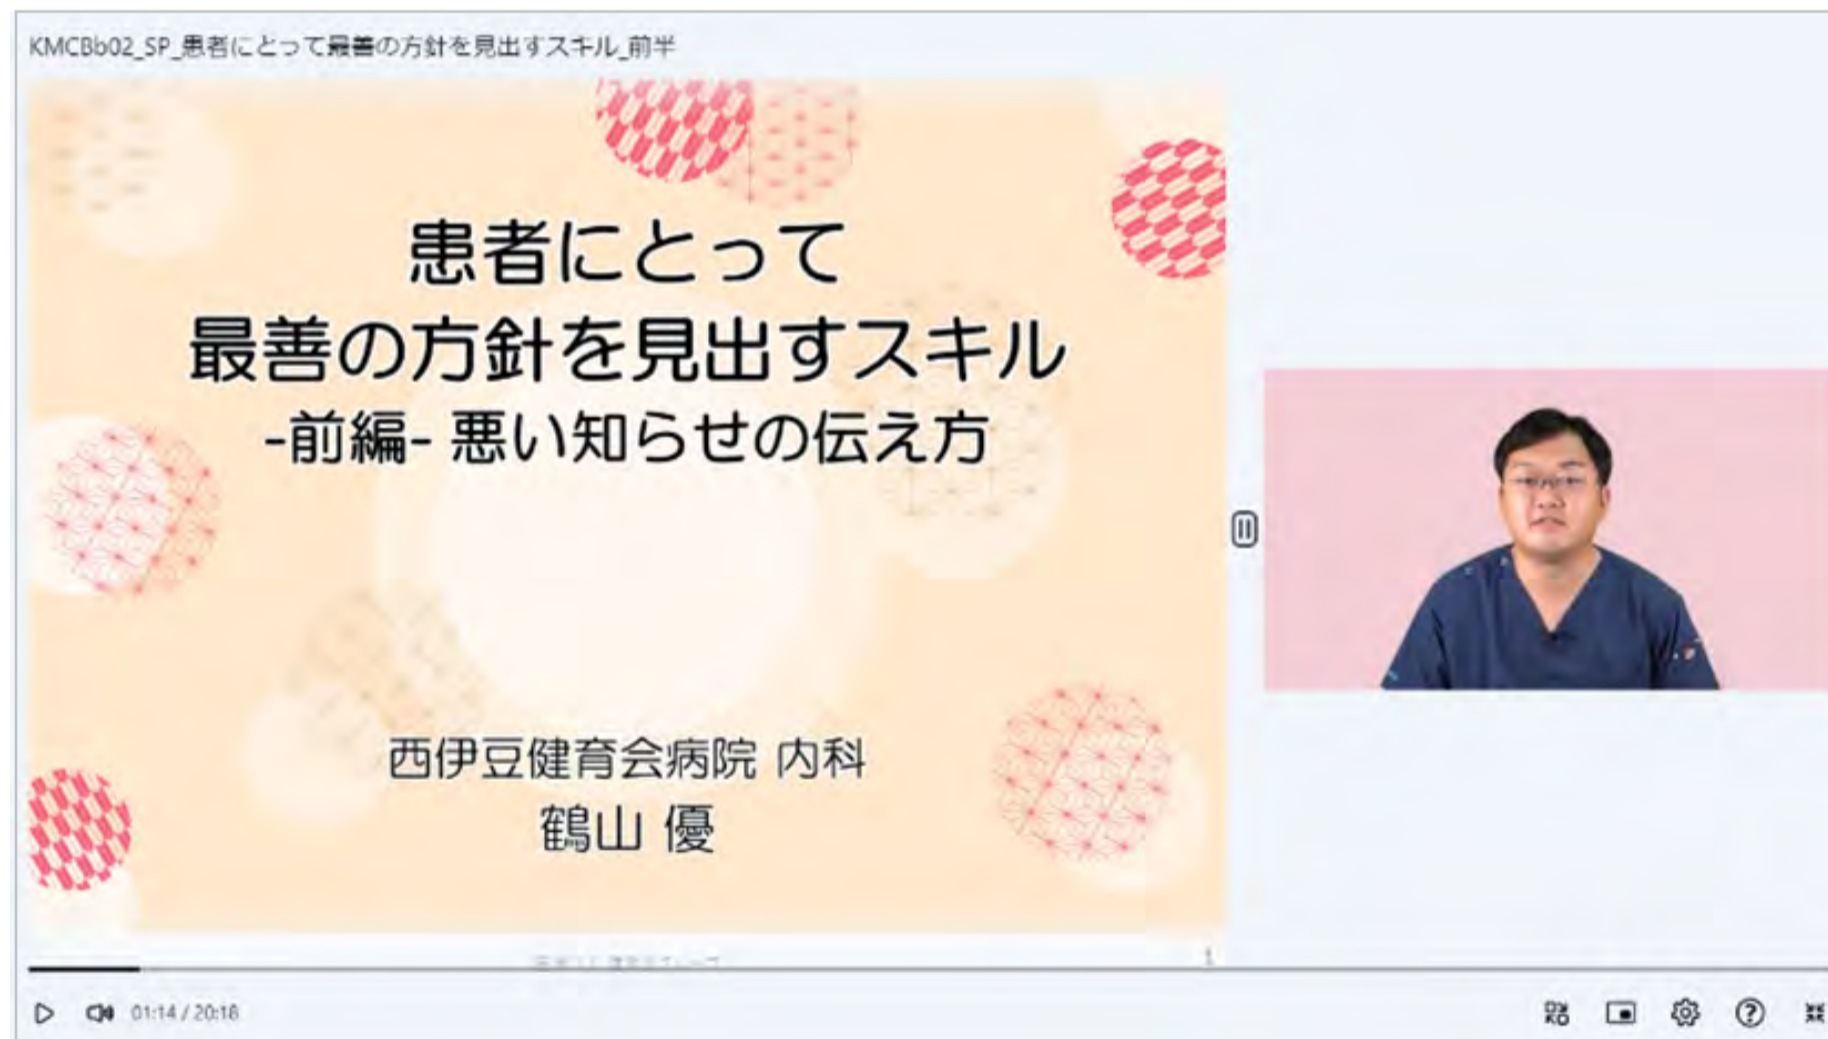 KMCBb02_SP_患者にとって最善の方針を見出すスキル_前半
患者にとって
最善の方針を見出すスキル
-前編- 悪い知らせの伝え方
西伊豆健育会病院 内科
鶴山 優
1
01:14 / 20:18